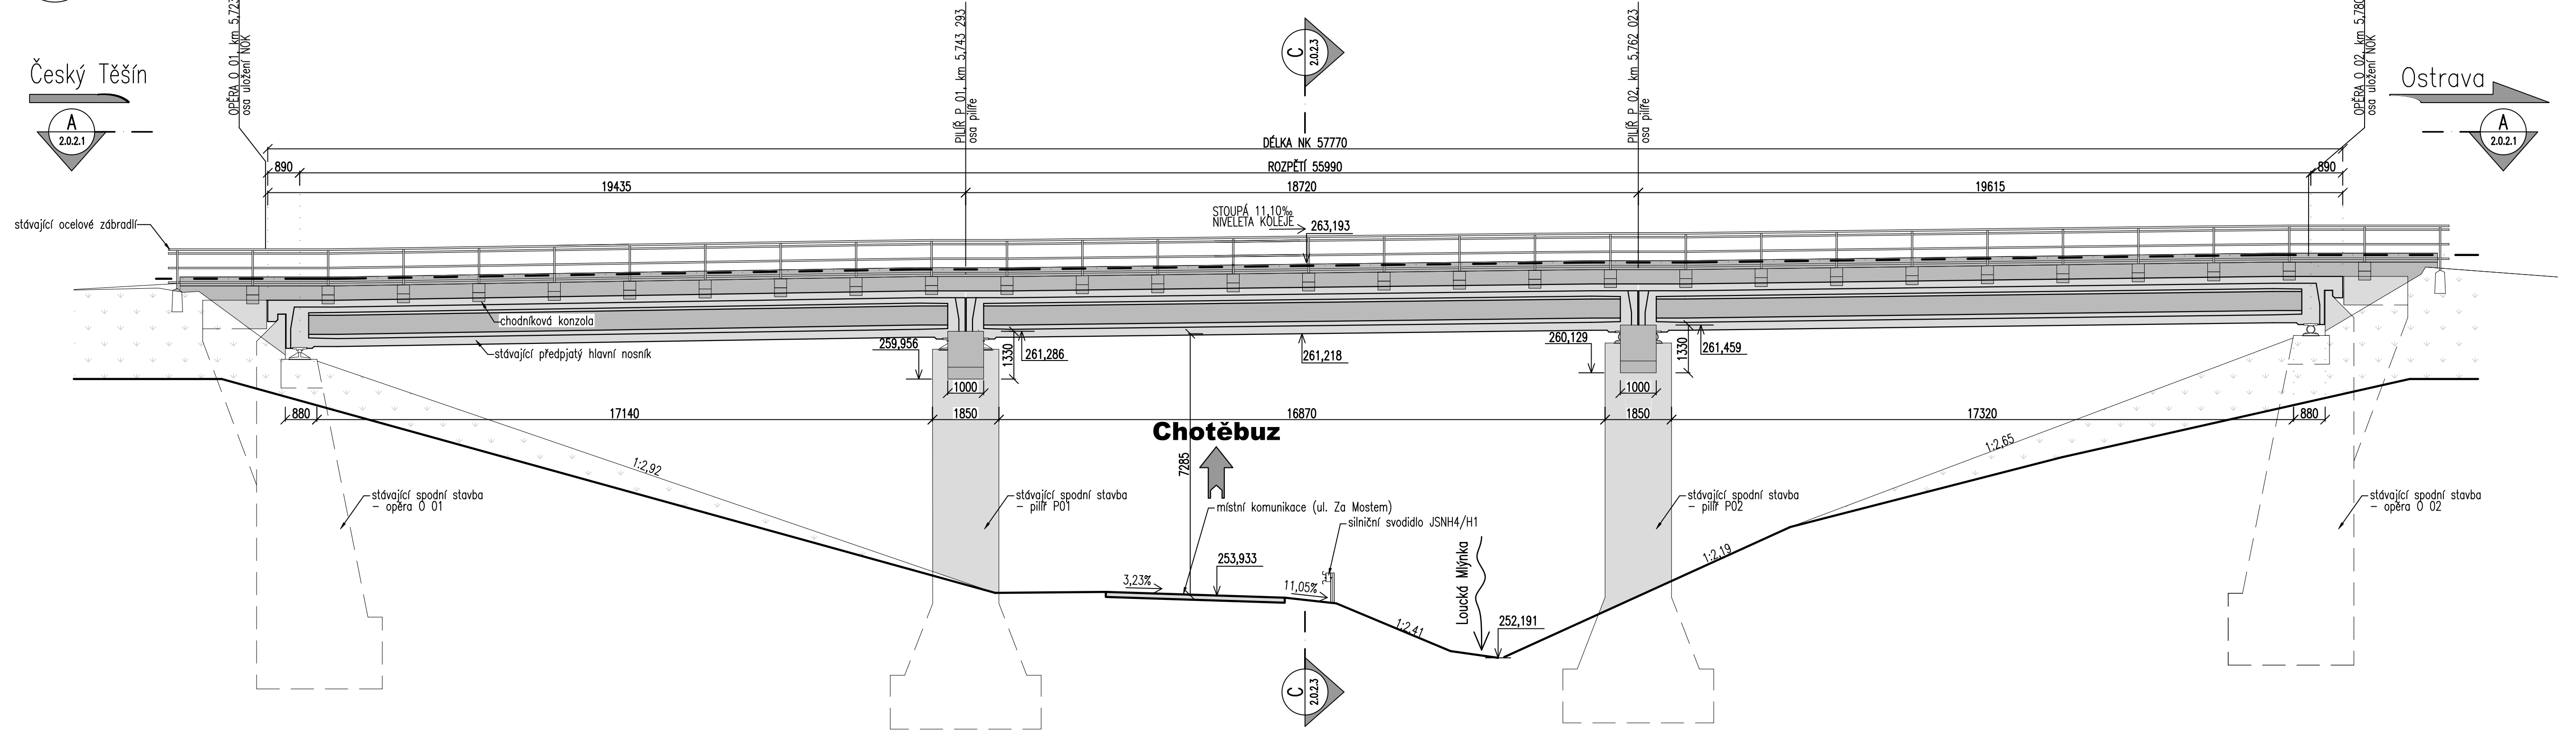 Český Těšín
A
2.0.2.1
OPĚRA O 01, km 5,723
osa uložení NOK
PILÍŘ P 01, km 5,743 293
osa pilíře
C
2.0.2.3
PILÍŘ P 02, km 5,762 023
osa pilíře
OPĚRA O 02, km 5,780
osa uložení NOK
Ostrava
A
2.0.2.1
DÉLKA NK 57770
890
ROZPĚTÍ 55990
890
19435
18720
19615
stávající ocelové zábradlí
STOUPÁ 11,10‰
NIVELETA KOLEJE
263,193
chodníková konzola
stávající předpjatý hlavní nosník
259,956
1330
261,286
261,218
260,129
1330
261,459
1000
1000
880
17140
1850
16870
1850
17320
880
Chotěbuz
7285
1:2,92
1:2,65
stávající spodní stavba
- opěra O 01
stávající spodní stavba
- pilíř P01
místní komunikace (ul. Za Mostem)
silniční svodidlo JSNH4/H1
stávající spodní stavba
- pilíř P02
stávající spodní stavba
- opěra O 02
3,23%
253,933
11,05%
Loucká Mlýnka
1:2,19
1:2,41
252,191
C
2.0.2.3